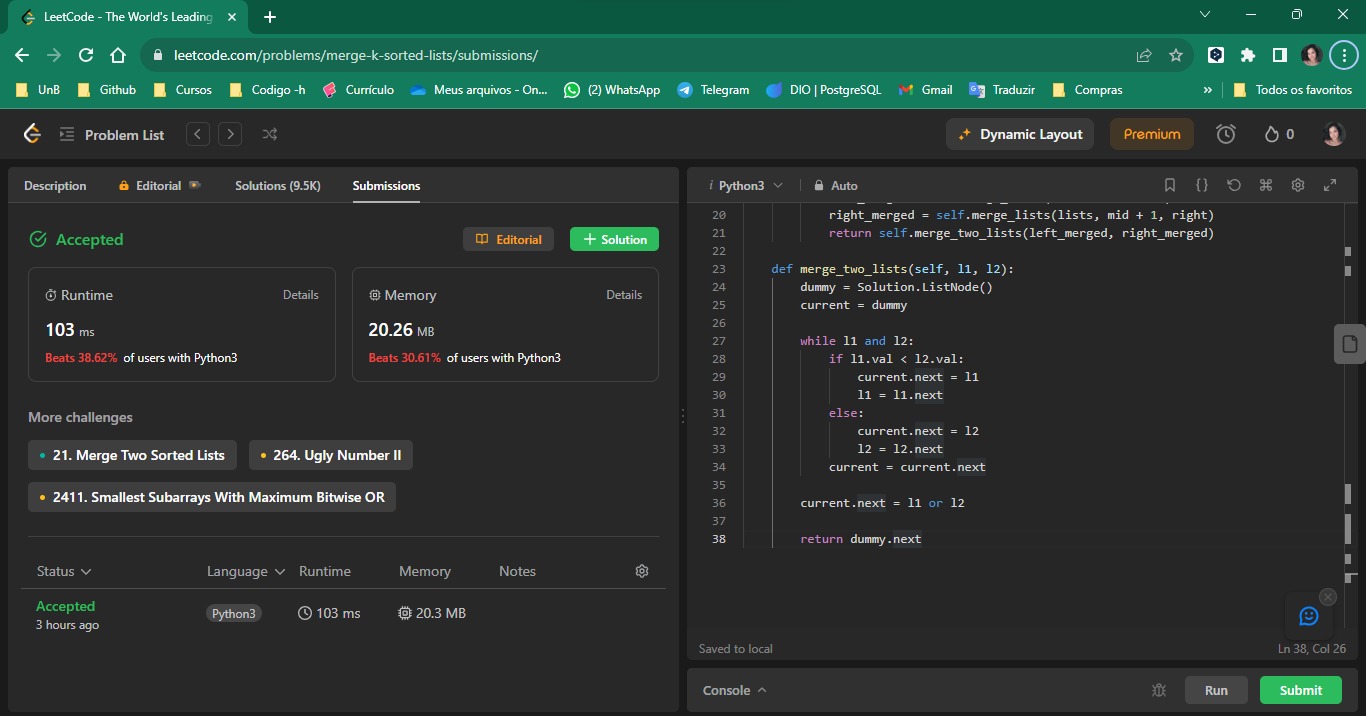 LeetCode - The World's Leading
leetcode.com/problems/merge-k-sorted-lists/submissions/
UnB Github Cursos Codigo -h Currículo Meus arquivos - On... (2) WhatsApp Telegram DIO | PostgreSQL Gmail Traduzir Compras » Todos os favoritos
Problem List Dynamic Layout Premium 0
Description Editorial Solutions (9.5K) Submissions
Accepted Editorial + Solution
Runtime Details
103 ms
Beats 38.62% of users with Python3
Memory Details
20.26 MB
Beats 30.61% of users with Python3
More challenges
21. Merge Two Sorted Lists 264. Ugly Number II
2411. Smallest Subarrays With Maximum Bitwise OR
Status Language Runtime Memory Notes
Accepted Python3 103 ms 20.3 MB
3 hours ago
i Python3 Auto {}
20 right_merged = self.merge_lists(lists, mid + 1, right)
21 return self.merge_two_lists(left_merged, right_merged)
22
23 def merge_two_lists(self, l1, l2):
24 dummy = Solution.ListNode()
25 current = dummy
26
27 while l1 and l2:
28 if l1.val < l2.val:
29 current.next = l1
30 l1 = l1.next
31 else:
32 current.next = l2
33 l2 = l2.next
34 current = current.next
35
36 current.next = l1 or l2
37
38 return dummy.next
Saved to local Ln 38, Col 26
Console Run Submit